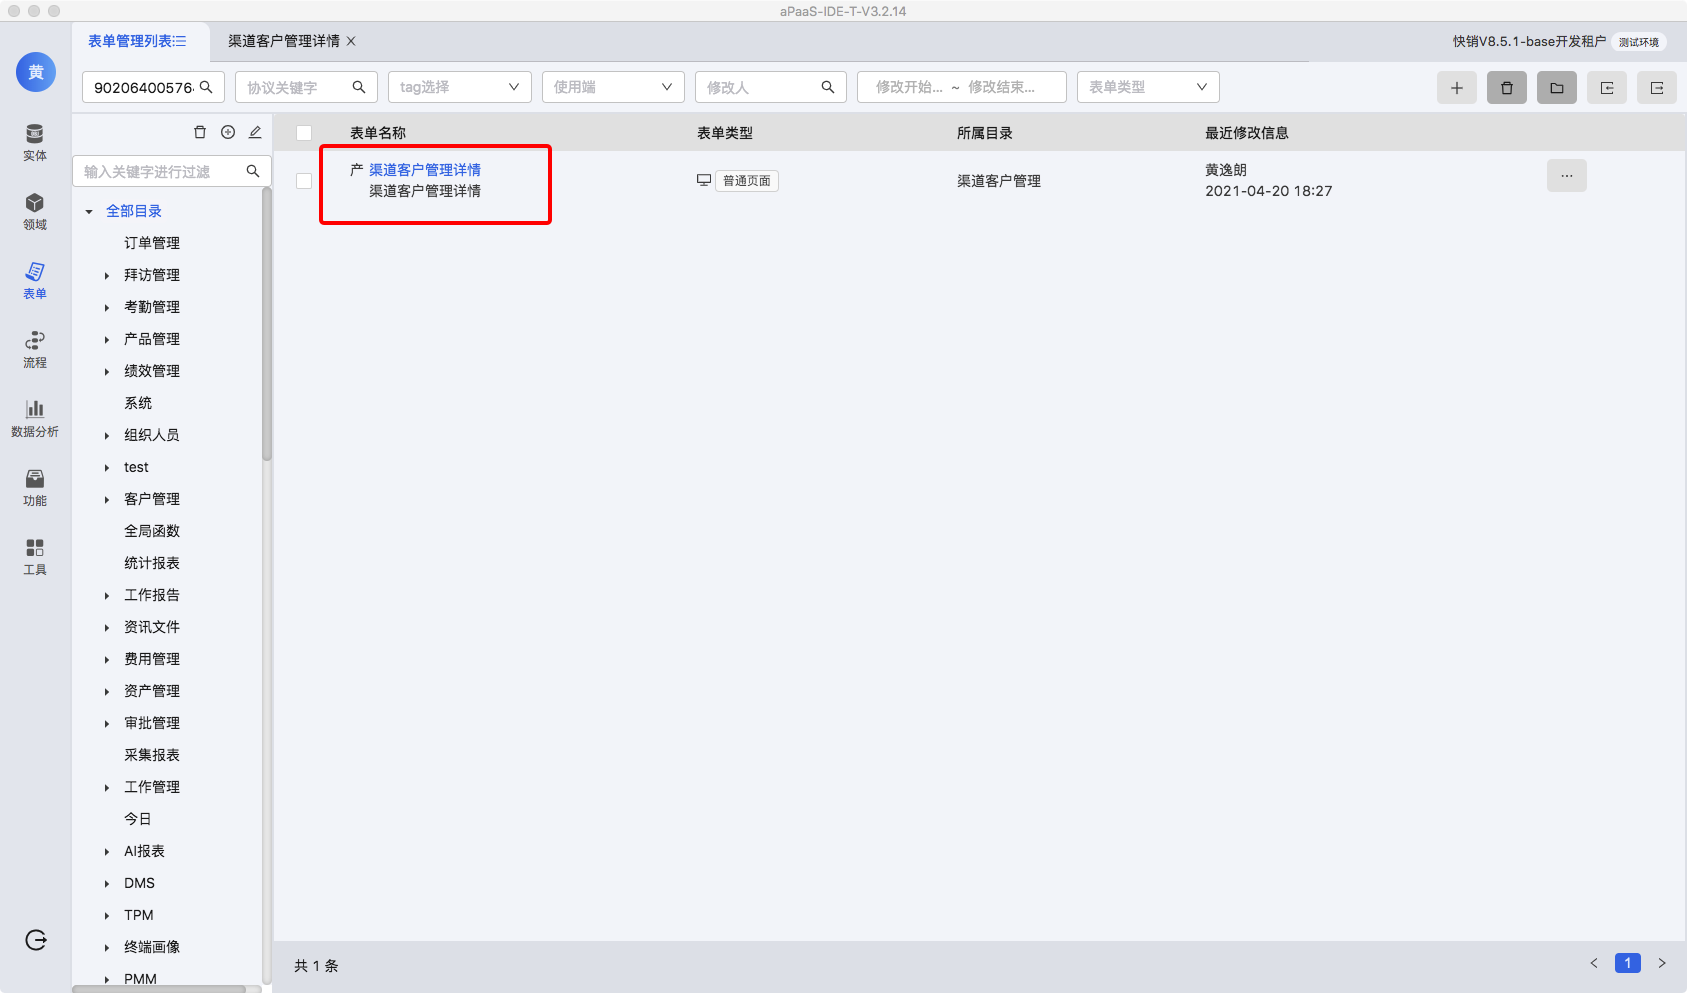 aPaaS-IDE-T-V3.2.14
表单管理列表
渠道客户管理详情
快销V8.5.1-base开发租户
测试环境
黄
902064005764
协议关键字
tag选择
使用端
修改人
修改开始... ~ 修改结束...
表单类型
实体
领域
表单
流程
数据分析
功能
工具
输入关键字进行过滤
全部目录
订单管理
拜访管理
考勤管理
产品管理
绩效管理
系统
组织人员
test
客户管理
全局函数
统计报表
工作报告
资讯文件
费用管理
资产管理
审批管理
采集报表
工作管理
今日
AI报表
DMS
TPM
终端画像
PMM
表单名称
表单类型
所属目录
最近修改信息
产 渠道客户管理详情
渠道客户管理详情
普通页面
渠道客户管理
黄逸朗
2021-04-20 18:27
...
共 1 条
< 1 >